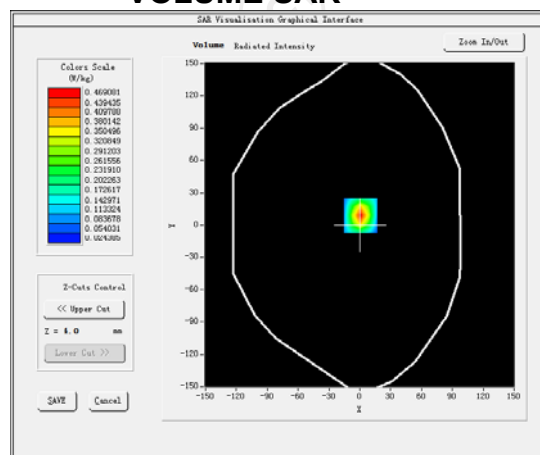 VOLUME SAR
SAR Visualisation Graphical Interface
Volume Radiated Intensity
Zoom In/Out
Colors Scale
(W/kg)
0.469081
0.439435
0.409788
0.380142
0.350496
0.320849
0.291203
0.261556
0.231910
0.202263
0.172617
0.142971
0.113324
0.083678
0.054031
0.024385
150
120
90
60
30
0
-30
-60
-90
-120
-150
Y
-150 -120 -90 -60 -30 0 30 60 90 120 150
X
Z-Cuts Control
<< Upper Cut
Z = 4.0 mm
Lower Cut >>
SAVE Cancel